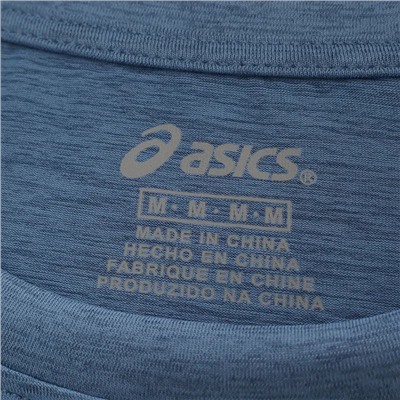 asics®
M·M·M·M
MADE IN CHINA
HECHO EN CHINA
FABRIQUE EN CHINE
PRODUZIDO NA CHINA